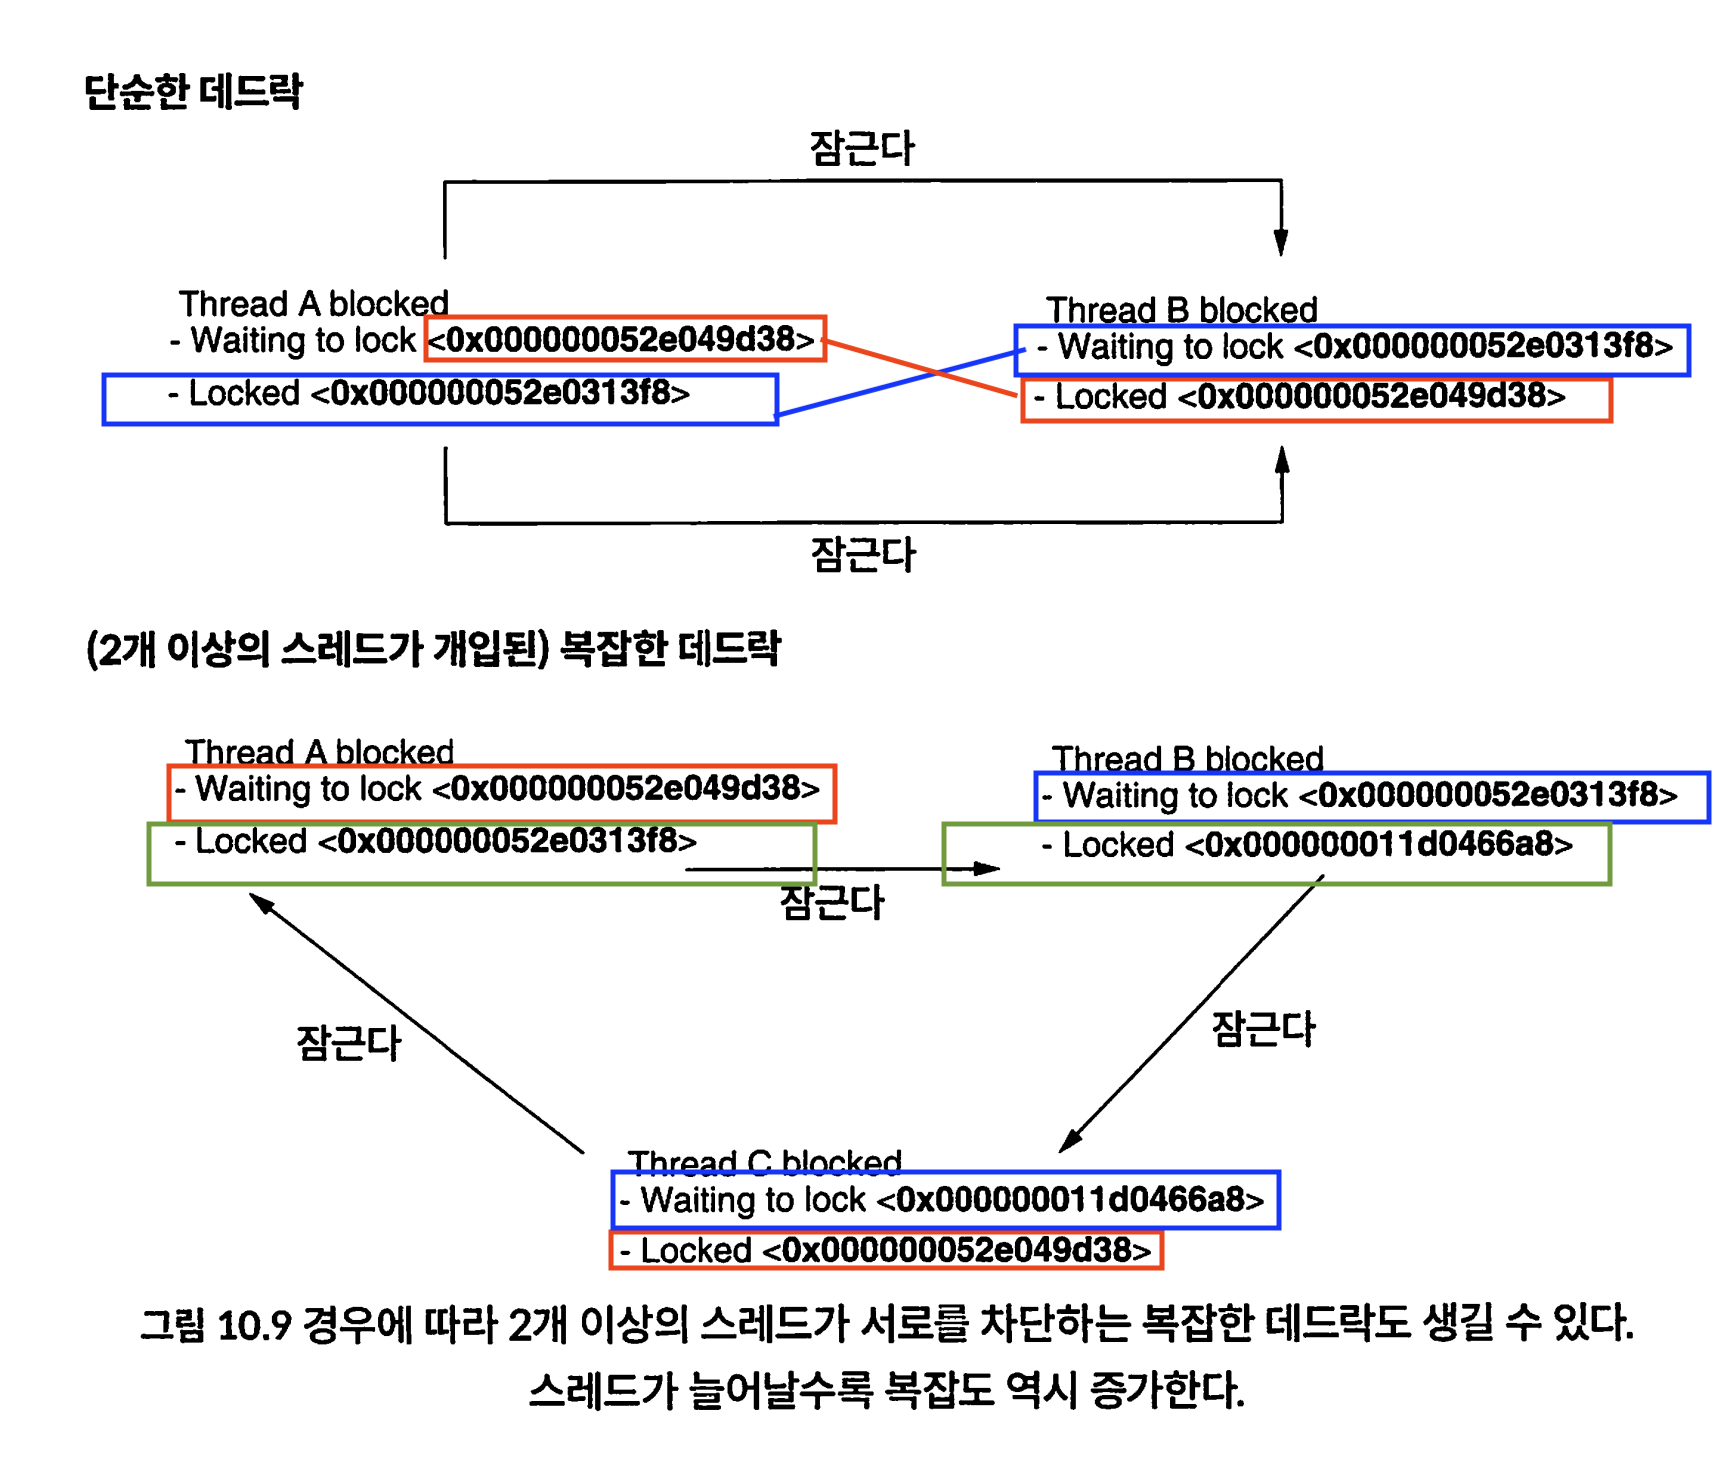 단순한 데드락
잠근다
Thread A blocked
- Waiting to lock <0x000000052e049d38>
- Locked <0x000000052e0313f8>
Thread B blocked
- Waiting to lock <0x000000052e0313f8>
- Locked <0x000000052e049d38>
잠근다
(2개 이상의 스레드가 개입된) 복잡한 데드락
Thread A blocked
- Waiting to lock <0x000000052e049d38>
- Locked <0x000000052e0313f8>
Thread B blocked
- Waiting to lock <0x000000052e0313f8>
- Locked <0x000000011d0466a8>
잠근다
잠근다
잠근다
Thread C blocked
- Waiting to lock <0x000000011d0466a8>
- Locked <0x000000052e049d38>
그림 10.9 경우에 따라 2개 이상의 스레드가 서로를 차단하는 복잡한 데드락도 생길 수 있다.
스레드가 늘어날수록 복잡도 역시 증가한다.